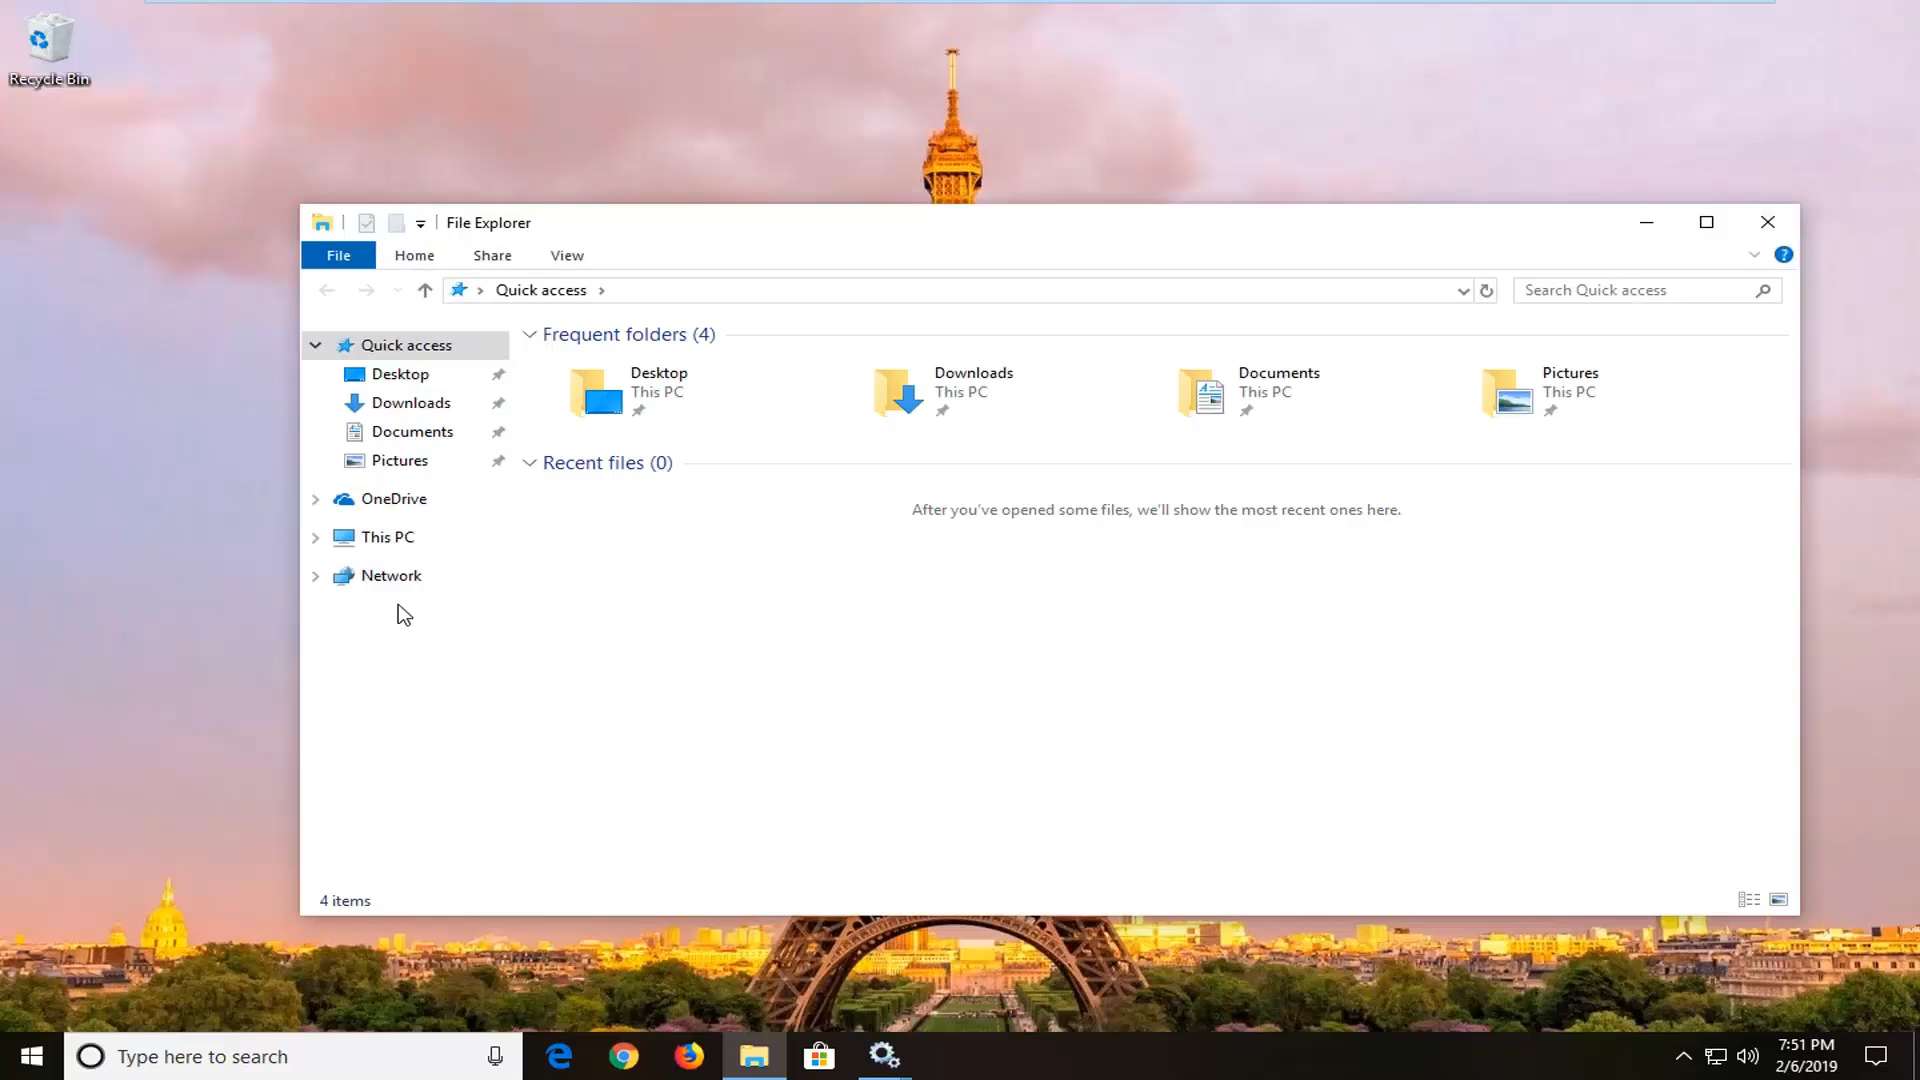 Recycle Bin
File Explorer
File Home Share View
Quick access
Search Quick access
Quick access
Desktop
Downloads
Documents
Pictures
OneDrive
This PC
Network
Frequent folders (4)
Desktop
This PC
Downloads
This PC
Documents
This PC
Pictures
This PC
Recent files (0)
After you've opened some files, we'll show the most recent ones here.
4 items
Type here to search
7:51 PM
2/6/2019